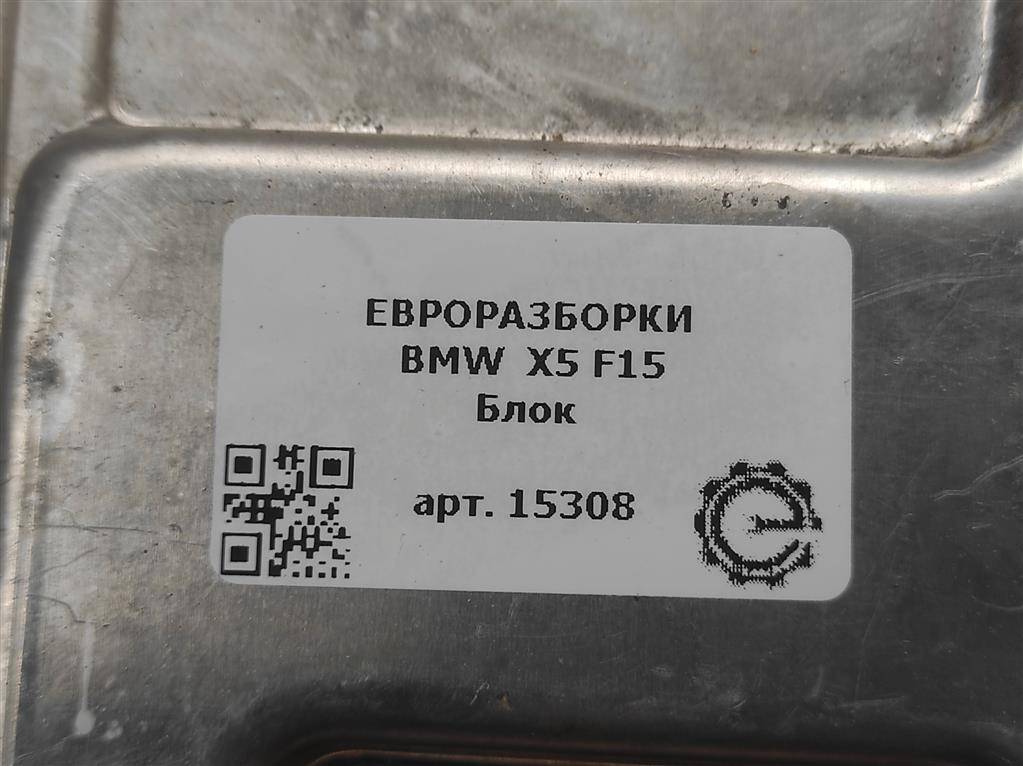 ЕВРОРАЗБОРКИ
BMW X5 F15
Блок
арт. 15308